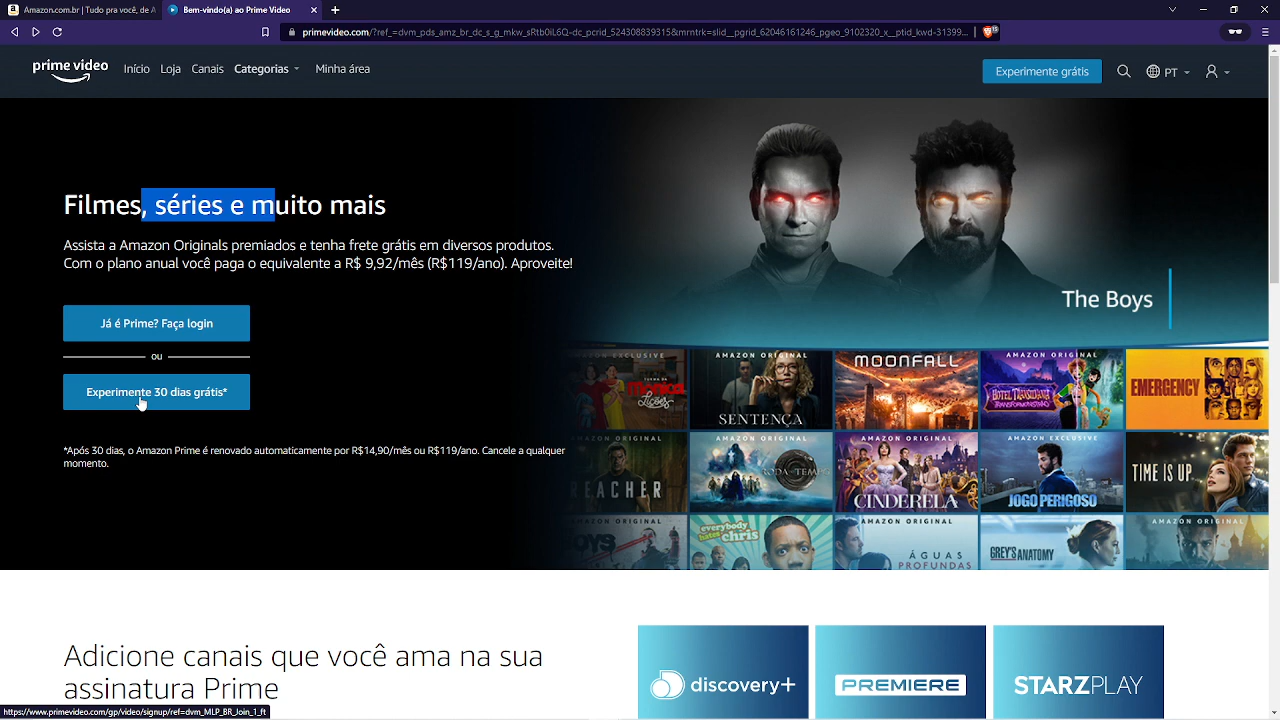 Amazon.com.br | Tudo pra você, de A
Bem-vindo(a) ao Prime Video
primevideo.com/?ref_=dvm_pds_amz_br_dc_s_g_mkw_sRtb0iL6Q-dc_pcrid_524308839315&mrntrk=slid__pgrid_62046161246_pgeo_9102320_x__ptid_kwd-31399...
prime video
Início
Loja
Canais
Categorias
Minha área
Experimente grátis
PT
Filmes, séries e muito mais
Assista a Amazon Originals premiados e tenha frete grátis em diversos produtos.
Com o plano anual você paga o equivalente a R$ 9,92/mês (R$119/ano). Aproveite!
Já é Prime? Faça login
ou
Experimente 30 dias grátis*
*Após 30 dias, o Amazon Prime é renovado automaticamente por R$14,90/mês ou R$119/ano. Cancele a qualquer
momento.
The Boys
EXCLUSIVE
TURMA DA
Mônica
Lições
AMAZON ORIGINAL
SENTENÇA
MOONFALL
AMAZON ORIGINAL
HOTEL TRANSILVÂNIA
TRANSFORMONSTRÃO
EMERGENCY
ORIGINAL
REACHER
AMAZON ORIGINAL
RODA DO TEMPO
AMAZON ORIGINAL
CINDERELA
AMAZON EXCLUSIVE
JOGO PERIGOSO
TIME IS UP
ORIGINAL
BOYS
everybody
hates chris
AMAZON ORIGINAL
ÁGUAS
PROFUNDAS
GREY'S ANATOMY
AMAZON ORIGINAL
Adicione canais que você ama na sua
assinatura Prime
discovery+
PREMIERE
STARZPLAY
https://www.primevideo.com/gp/video/signup/ref=dvm_MLP_BR_Join_1_ft